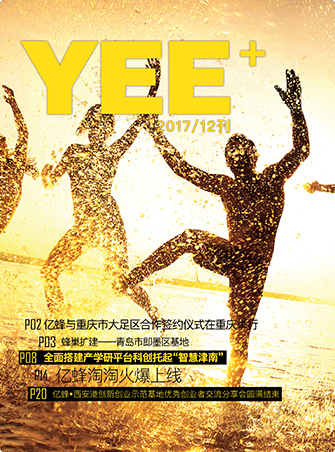 YEE+
2017/12刊
P02 亿蜂与重庆市大足区合作签约仪式在重庆举行
P03 蜂巢扩建——青岛市即墨区基地
P08 全面搭建产学研平台科创托起“智慧津南”
P14 亿蜂淘淘火爆上线
P20 亿蜂•西安港创新创业示范基地优秀创业者交流分享会圆满结束